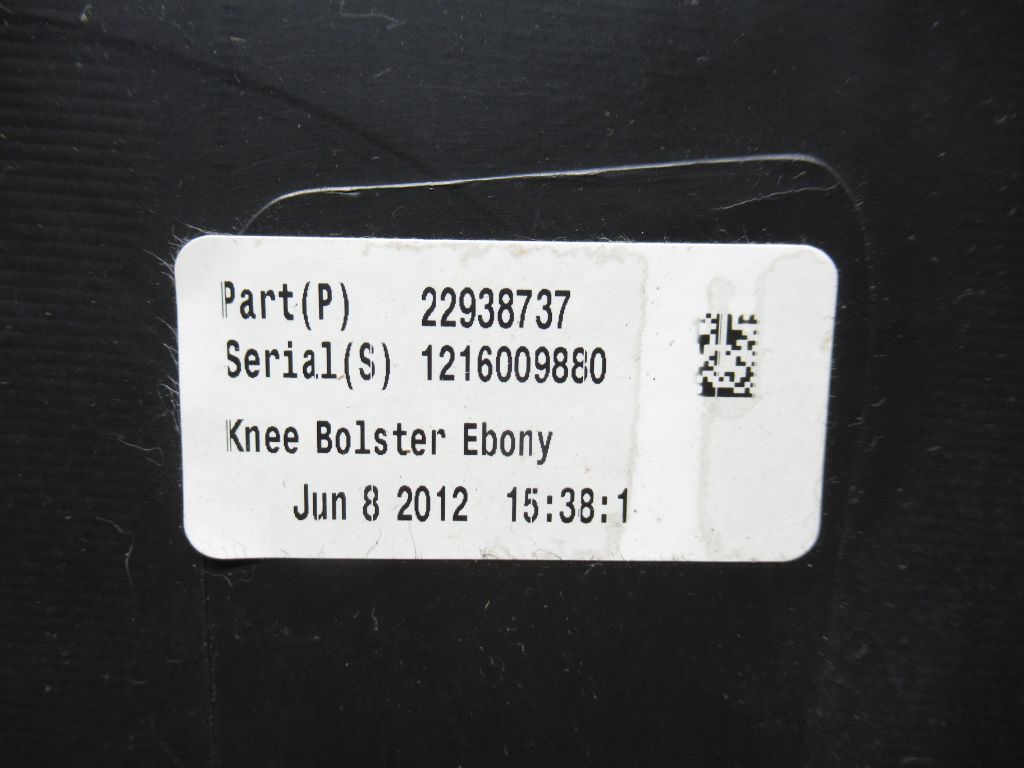 Part(P) 22938737
Serial(S) 1216009880
Knee Bolster Ebony
Jun 8 2012 15:38:1